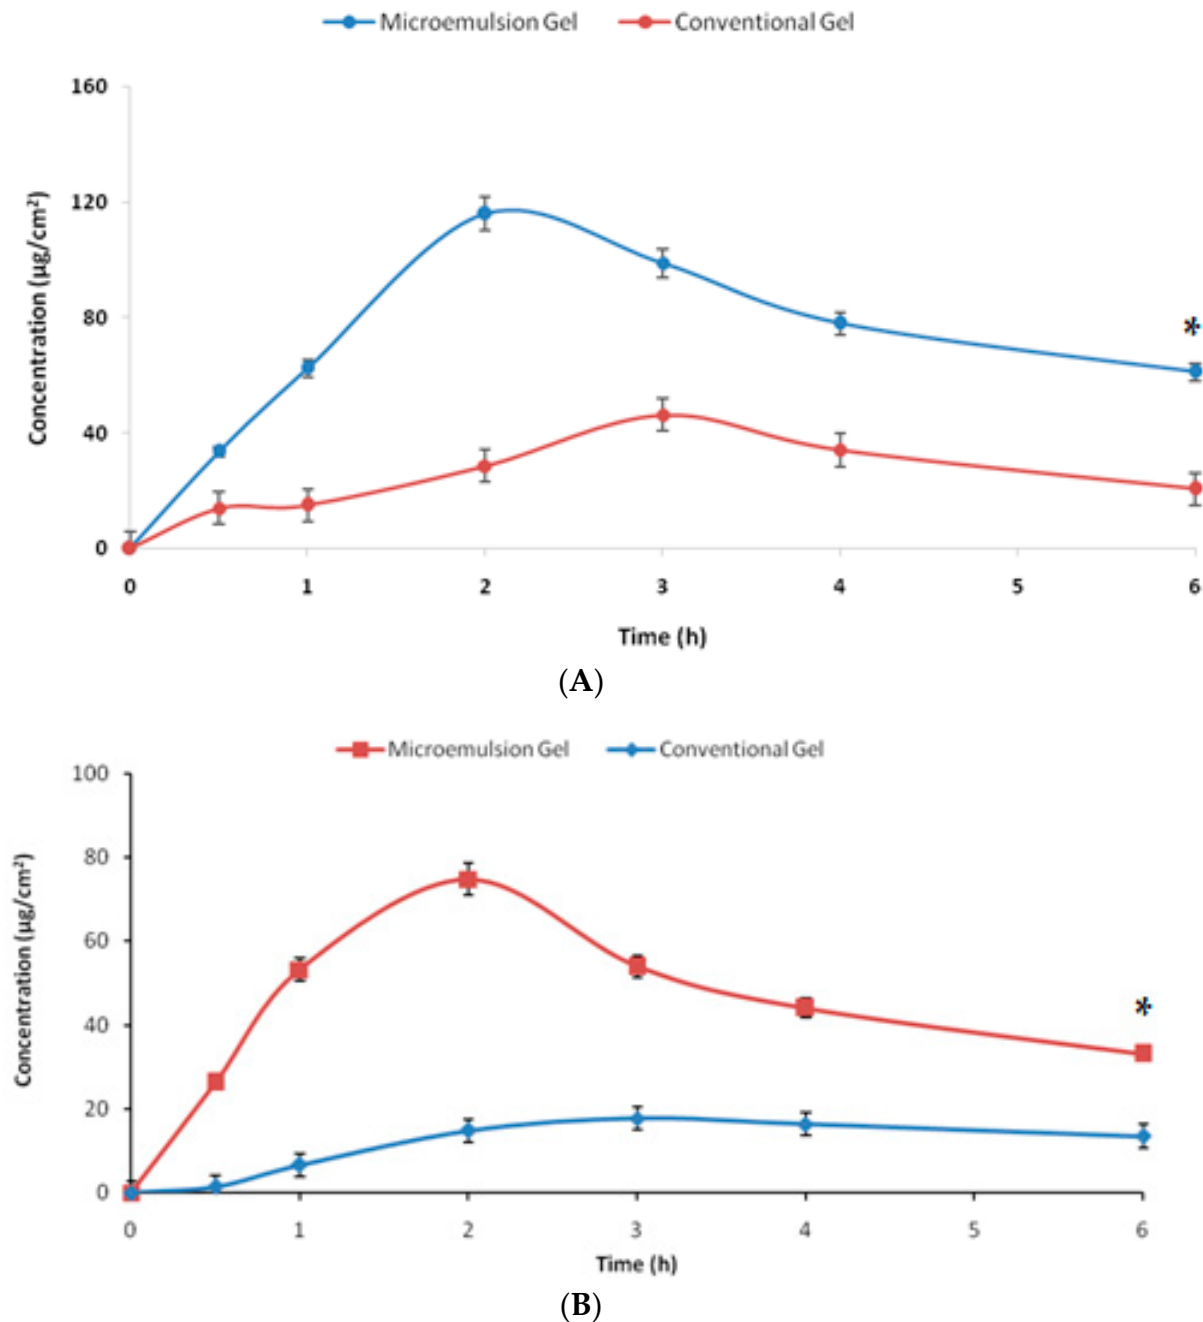 Microemulsion Gel Conventional Gel
160
120
80
40
0
Concentration (µg/cm²)
*
0 1 2 3 4 5 6
Time (h)
(A)
Microemulsion Gel Conventional Gel
100
80
60
40
20
0
Concentration (µg/cm²)
*
0 1 2 3 4 5 6
Time (h)
(B)